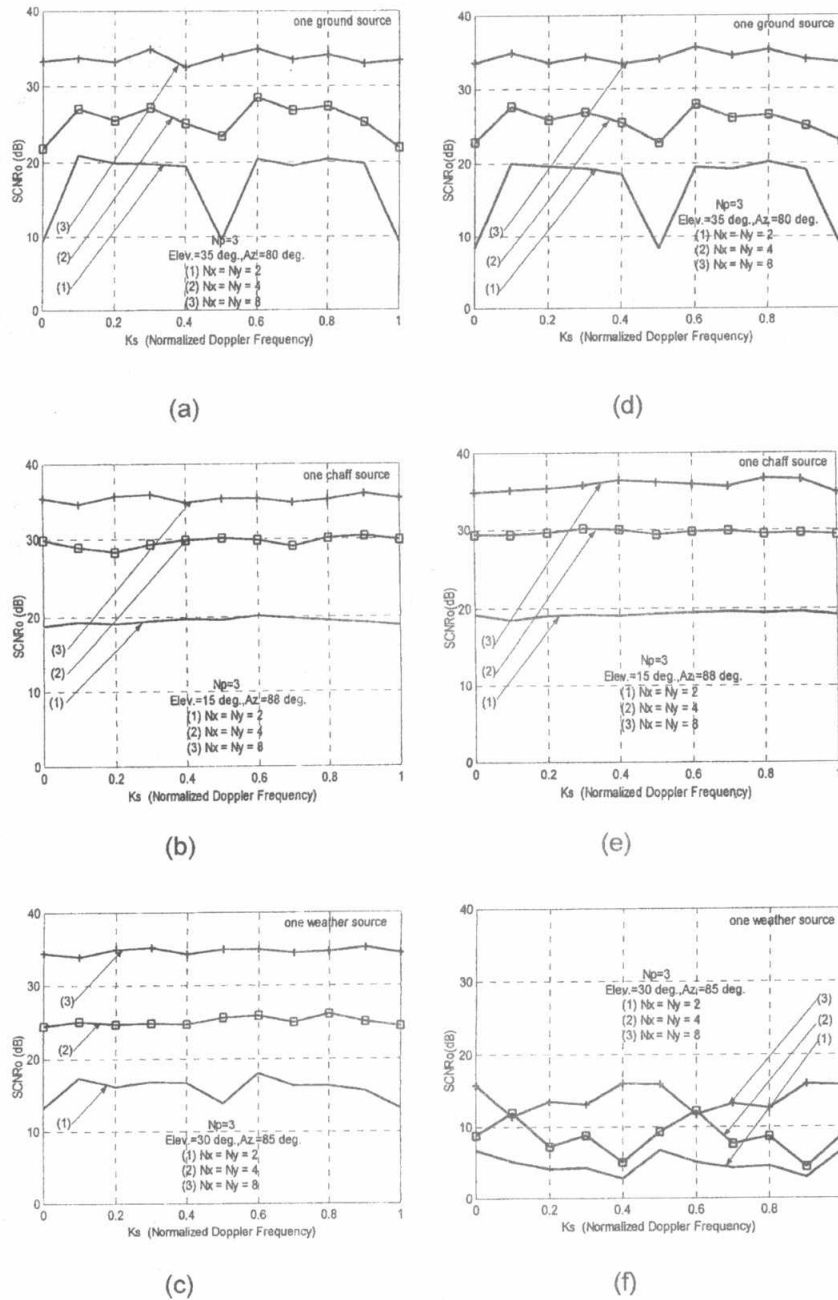 one ground source
40
30
20
10
0
SCNRo (dB)
(3)
(2)
(1)
Np=3
Elev.=35 deg.,Az.=80 deg.
(1) Nx = Ny = 2
(2) Nx = Ny = 4
(3) Nx = Ny = 8
0 0.2 0.4 0.6 0.8 1
Ks (Normalized Doppler Frequency)
(a)
one ground source
40
30
20
10
0
SCNRo (dB)
(3)
(2)
(1)
Np=3
Elev.=35 deg.,Az.=80 deg.
(1) Nx = Ny = 2
(2) Nx = Ny = 4
(3) Nx = Ny = 8
0 0.2 0.4 0.6 0.8
Ks (Normalized Doppler Frequency)
(d)
one chaff source
40
30
20
10
0
SCNRo (dB)
(3)
(2)
(1)
Np=3
Elev.=15 deg.,Az.=88 deg.
(1) Nx = Ny = 2
(2) Nx = Ny = 4
(3) Nx = Ny = 8
0 0.2 0.4 0.6 0.8 1
Ks (Normalized Doppler Frequency)
(b)
one chaff source
40
30
20
10
0
SCNRo(dB)
(3)
(2)
(1)
Np=3
Elev.=15 deg.,Az.=88 deg.
(1) Nx = Ny = 2
(2) Nx = Ny = 4
(3) Nx = Ny = 8
0 0.2 0.4 0.6 0.8 1
Ks (Normalized Doppler Frequency)
(e)
one weather source
40
30
20
10
0
SCNRo (dB)
(3)
(2)
(1)
Np=3
Elev.=30 deg.,Az.=85 deg.
(1) Nx = Ny = 2
(2) Nx = Ny = 4
(3) Nx = Ny = 8
0 0.2 0.4 0.6 0.8 1
Ks (Normalized Doppler Frequency)
(c)
one weather source
40
30
20
10
0
SCNRo(dB)
Np=3
Elev.=30 deg.,Az.=85 deg.
(1) Nx = Ny = 2
(2) Nx = Ny = 4
(3) Nx = Ny = 8
(3)
(2)
(1)
0 0.2 0.4 0.6 0.8
Ks (Normalized Doppler Frequency)
(f)